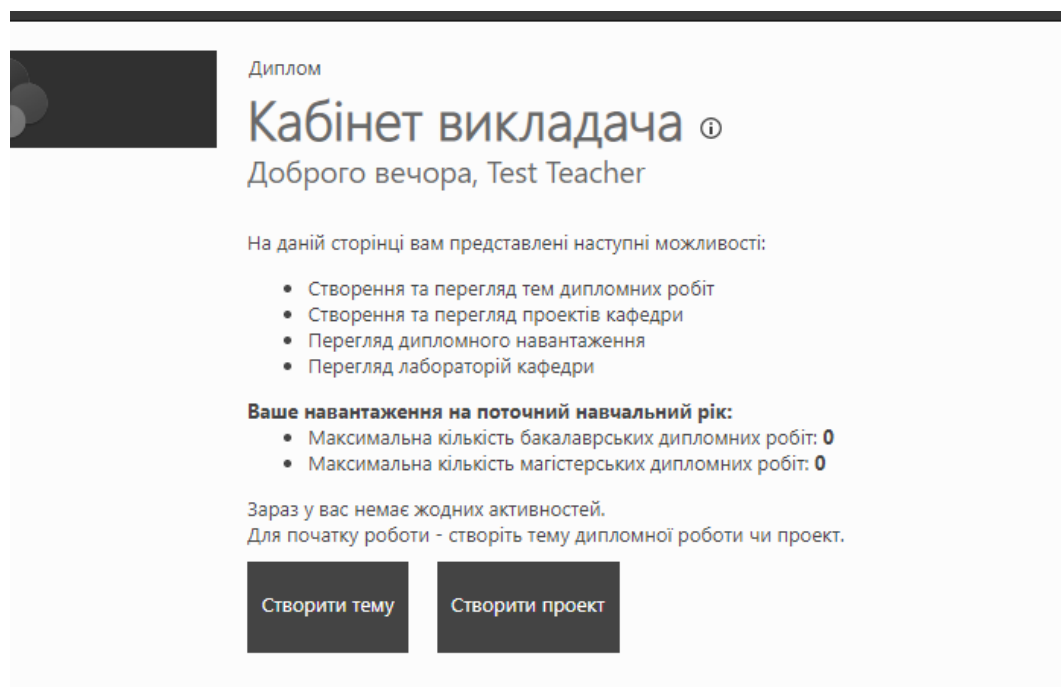 Диплом
Кабінет викладача
Доброго вечора, Test Teacher
На даній сторінці вам представлені наступні можливості:
• Створення та перегляд тем дипломних робіт
• Створення та перегляд проектів кафедри
• Перегляд дипломного навантаження
• Перегляд лабораторій кафедри
Ваше навантаження на поточний навчальний рік:
• Максимальна кількість бакалаврських дипломних робіт: 0
• Максимальна кількість магістерських дипломних робіт: 0
Зараз у вас немає жодних активностей.
Для початку роботи - створіть тему дипломної роботи чи проект.
Створити тему
Створити проект